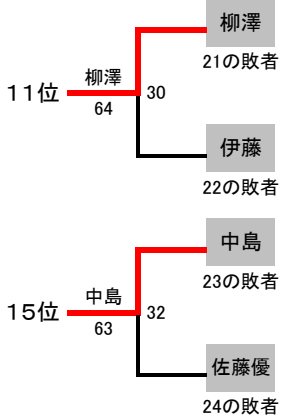 柳澤
21の敗者
柳澤
11位
30
64
伊藤
22の敗者
中島
23の敗者
中島
15位
32
63
佐藤優
24の敗者